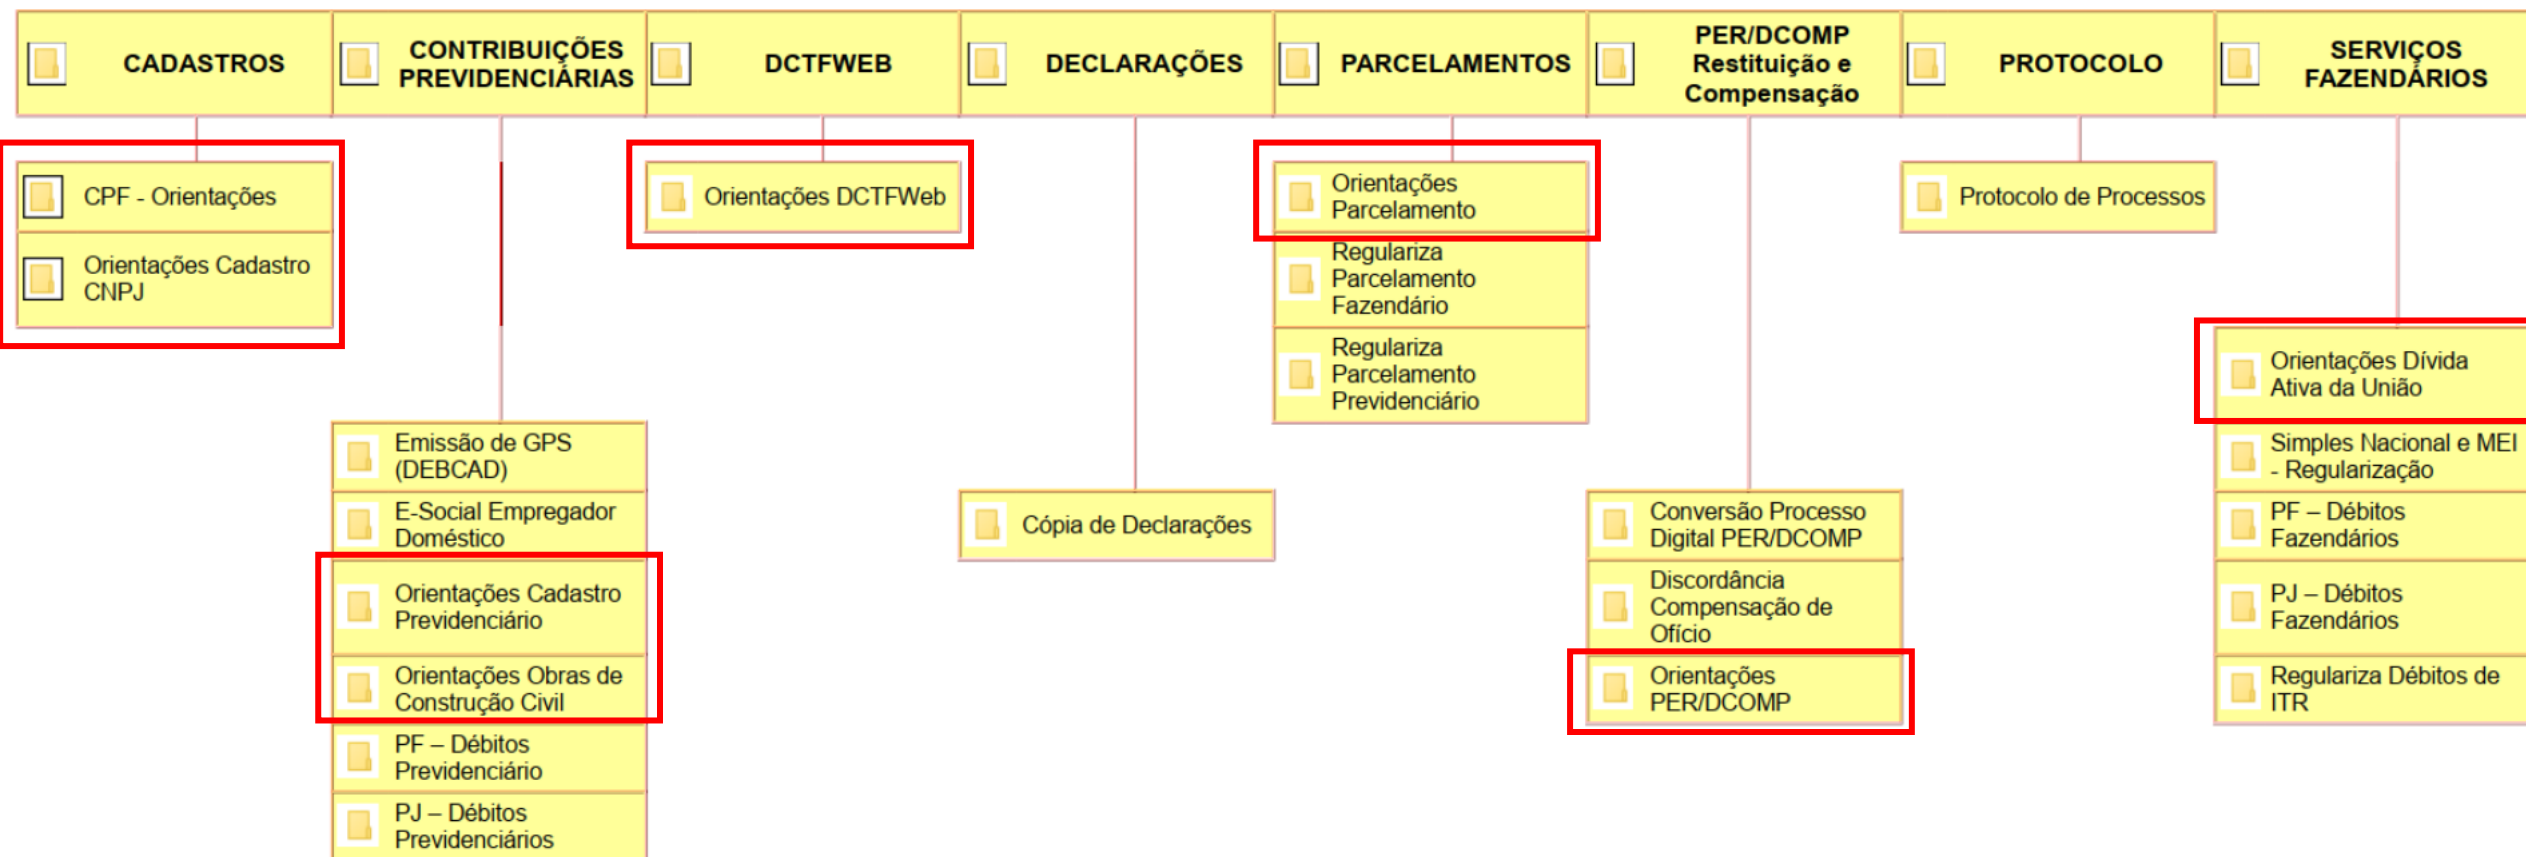 CADASTROS
CONTRIBUIÇÕES
PREVIDENCIÁRIAS
DCTFWEB
DECLARAÇÕES
PARCELAMENTOS
PER/DCOMP
Restituição e
Compensação
PROTOCOLO
SERVIÇOS
FAZENDÁRIOS
CPF - Orientações
Orientações Cadastro
CNPJ
Emissão de GPS
(DEBCAD)
E-Social Empregador
Doméstico
Orientações Cadastro
Previdenciário
Orientações Obras de
Construção Civil
PF – Débitos
Previdenciário
PJ – Débitos
Previdenciários
Orientações DCTFWeb
Cópia de Declarações
Orientações
Parcelamento
Regulariza
Parcelamento
Fazendário
Regulariza
Parcelamento
Previdenciário
Conversão Processo
Digital PER/DCOMP
Discordância
Compensação de
Ofício
Orientações
PER/DCOMP
Protocolo de Processos
Orientações Dívida
Ativa da União
Simples Nacional e MEI
- Regularização
PF – Débitos
Fazendários
PJ – Débitos
Fazendários
Regulariza Débitos de
ITR